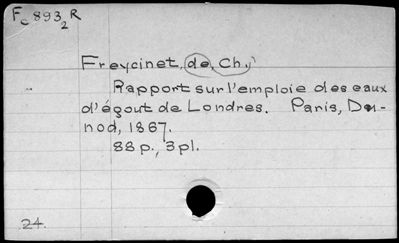 Fc 893 2 R
Freycinet, de, Ch.,
Rapport sur l'emploie des eaux
d'égout de Londres. Paris, Du-
nod, 1867.
88 p., 3 pl.
24.